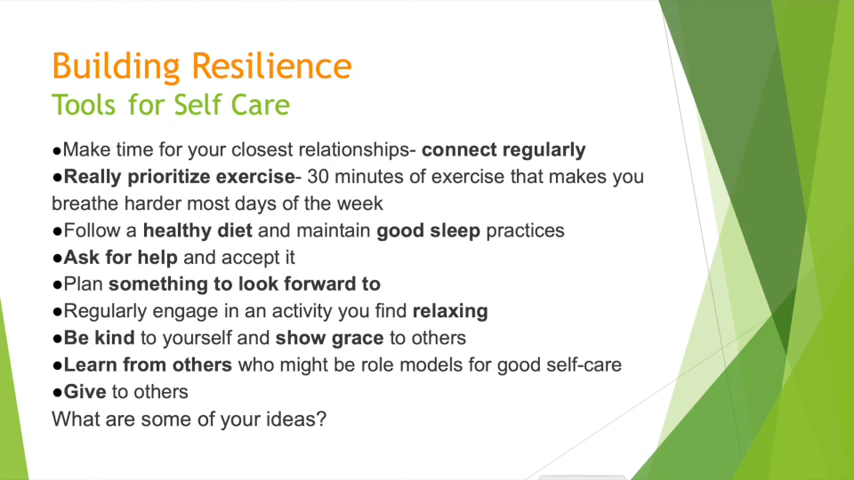 Building Resilience
Tools for Self Care
●Make time for your closest relationships- connect regularly
●Really prioritize exercise- 30 minutes of exercise that makes you
breathe harder most days of the week
●Follow a healthy diet and maintain good sleep practices
●Ask for help and accept it
●Plan something to look forward to
●Regularly engage in an activity you find relaxing
●Be kind to yourself and show grace to others
●Learn from others who might be role models for good self-care
●Give to others
What are some of your ideas?